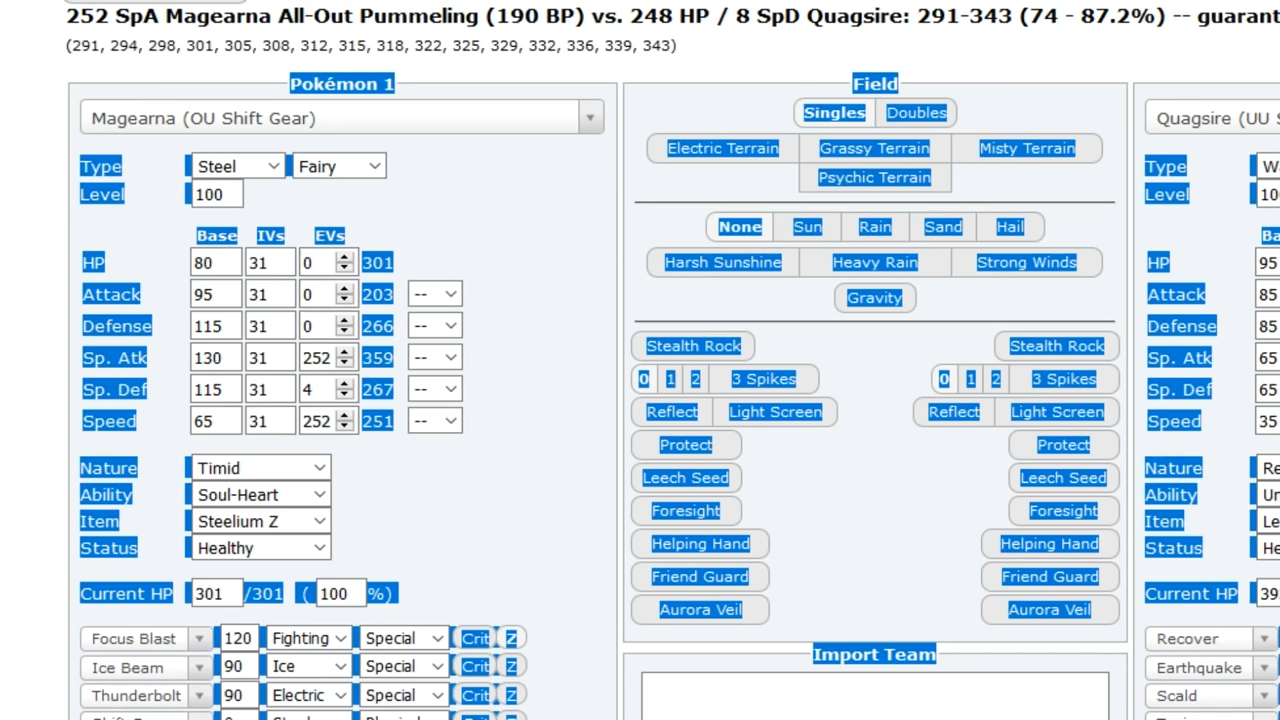 252 SpA Magearna All-Out Pummeling (190 BP) vs. 248 HP / 8 SpD Quagsire: 291-343 (74 - 87.2%) -- guarant
(291, 294, 298, 301, 305, 308, 312, 315, 318, 322, 325, 329, 332, 336, 339, 343)
Pokémon 1
Magearna (OU Shift Gear)
Type Steel Fairy
Level 100
Base IVs EVs
HP 80 31 0 301
Attack 95 31 0 203 --
Defense 115 31 0 266 --
Sp. Atk 130 31 252 359 --
Sp. Def 115 31 4 267 --
Speed 65 31 252 251 --
Nature Timid
Ability Soul-Heart
Item Steelium Z
Status Healthy
Current HP 301 /301 ( 100 %)
Focus Blast 120 Fighting Special Crit Z
Ice Beam 90 Ice Special Crit Z
Thunderbolt 90 Electric Special Crit Z
Field
Singles Doubles
Electric Terrain Grassy Terrain Misty Terrain
Psychic Terrain
None Sun Rain Sand Hail
Harsh Sunshine Heavy Rain Strong Winds
Gravity
Stealth Rock Stealth Rock
0 1 2 3 Spikes 0 1 2 3 Spikes
Reflect Light Screen Reflect Light Screen
Protect Protect
Leech Seed Leech Seed
Foresight Foresight
Helping Hand Helping Hand
Friend Guard Friend Guard
Aurora Veil Aurora Veil
Import Team
Quagsire (UU S
Type W
Level 10
Ba
HP 95
Attack 85
Defense 85
Sp. Atk 65
Sp. Def 65
Speed 35
Nature Re
Ability Un
Item Le
Status He
Current HP 39
Recover
Earthquake
Scald